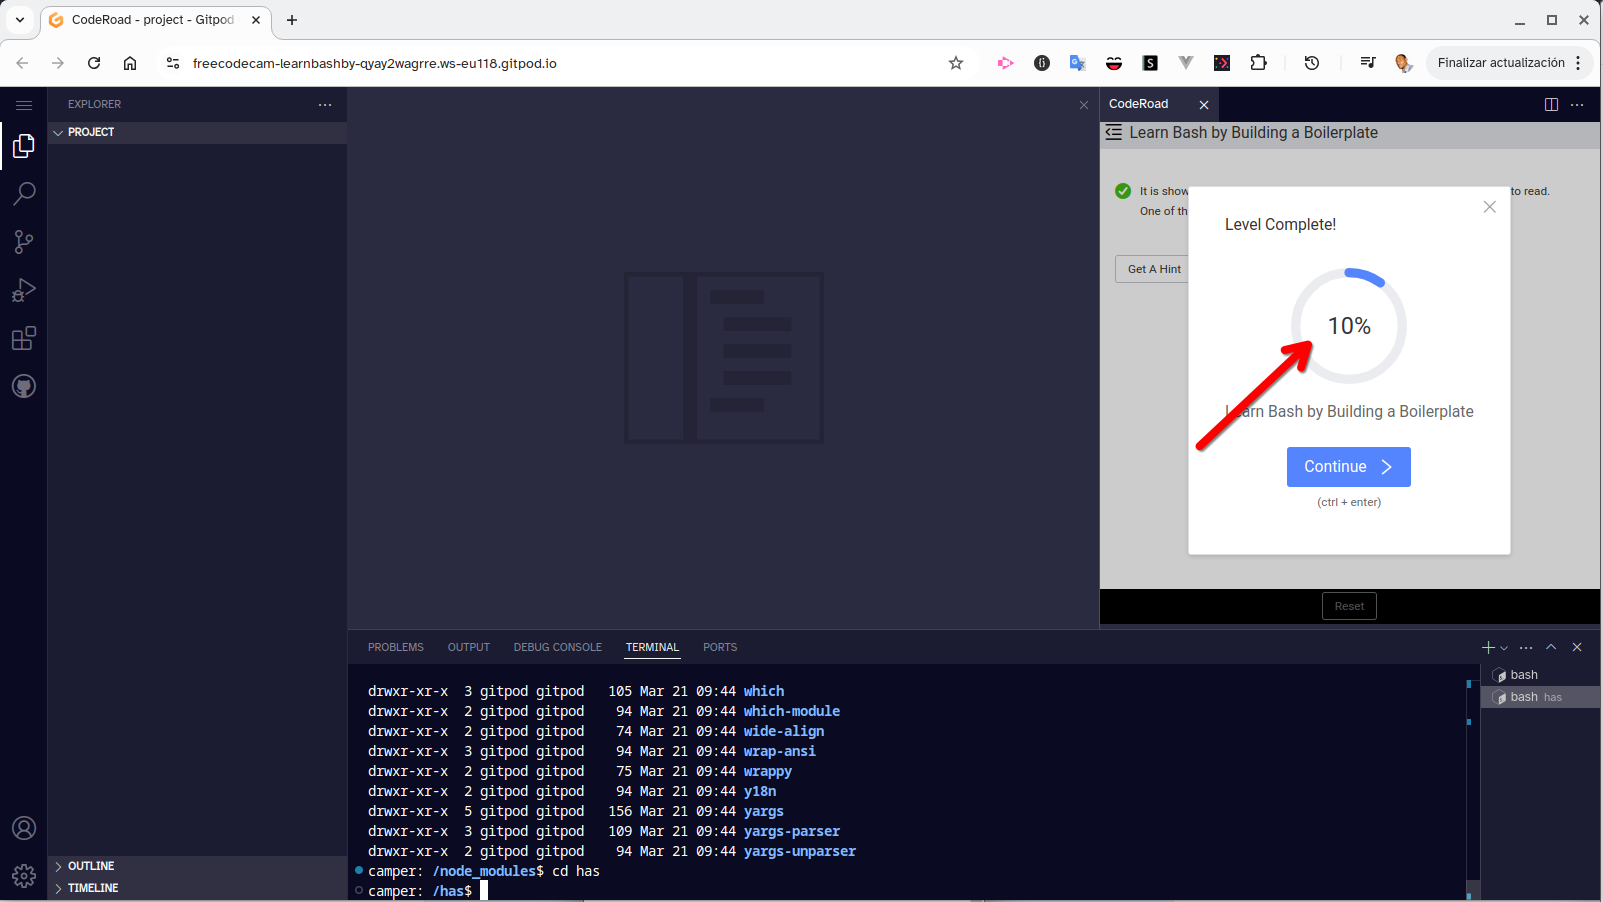 CodeRoad - project - Gitpod
freecodecam-learnbashby-qyay2wagrre.ws-eu118.gitpod.io
Finalizar actualización
EXPLORER
PROJECT
OUTLINE
TIMELINE
CodeRoad
Learn Bash by Building a Boilerplate
It is show
to read.
One of th
Get A Hint
Level Complete!
10%
Learn Bash by Building a Boilerplate
Continue
(ctrl + enter)
Reset
PROBLEMS OUTPUT DEBUG CONSOLE TERMINAL PORTS
drwxr-xr-x 3 gitpod gitpod 105 Mar 21 09:44 which
drwxr-xr-x 2 gitpod gitpod 94 Mar 21 09:44 which-module
drwxr-xr-x 2 gitpod gitpod 74 Mar 21 09:44 wide-align
drwxr-xr-x 3 gitpod gitpod 94 Mar 21 09:44 wrap-ansi
drwxr-xr-x 2 gitpod gitpod 75 Mar 21 09:44 wrappy
drwxr-xr-x 2 gitpod gitpod 94 Mar 21 09:44 y18n
drwxr-xr-x 5 gitpod gitpod 156 Mar 21 09:44 yargs
drwxr-xr-x 3 gitpod gitpod 109 Mar 21 09:44 yargs-parser
drwxr-xr-x 2 gitpod gitpod 94 Mar 21 09:44 yargs-unparser
camper: /node_modules$ cd has
camper: /has$
bash
bash has